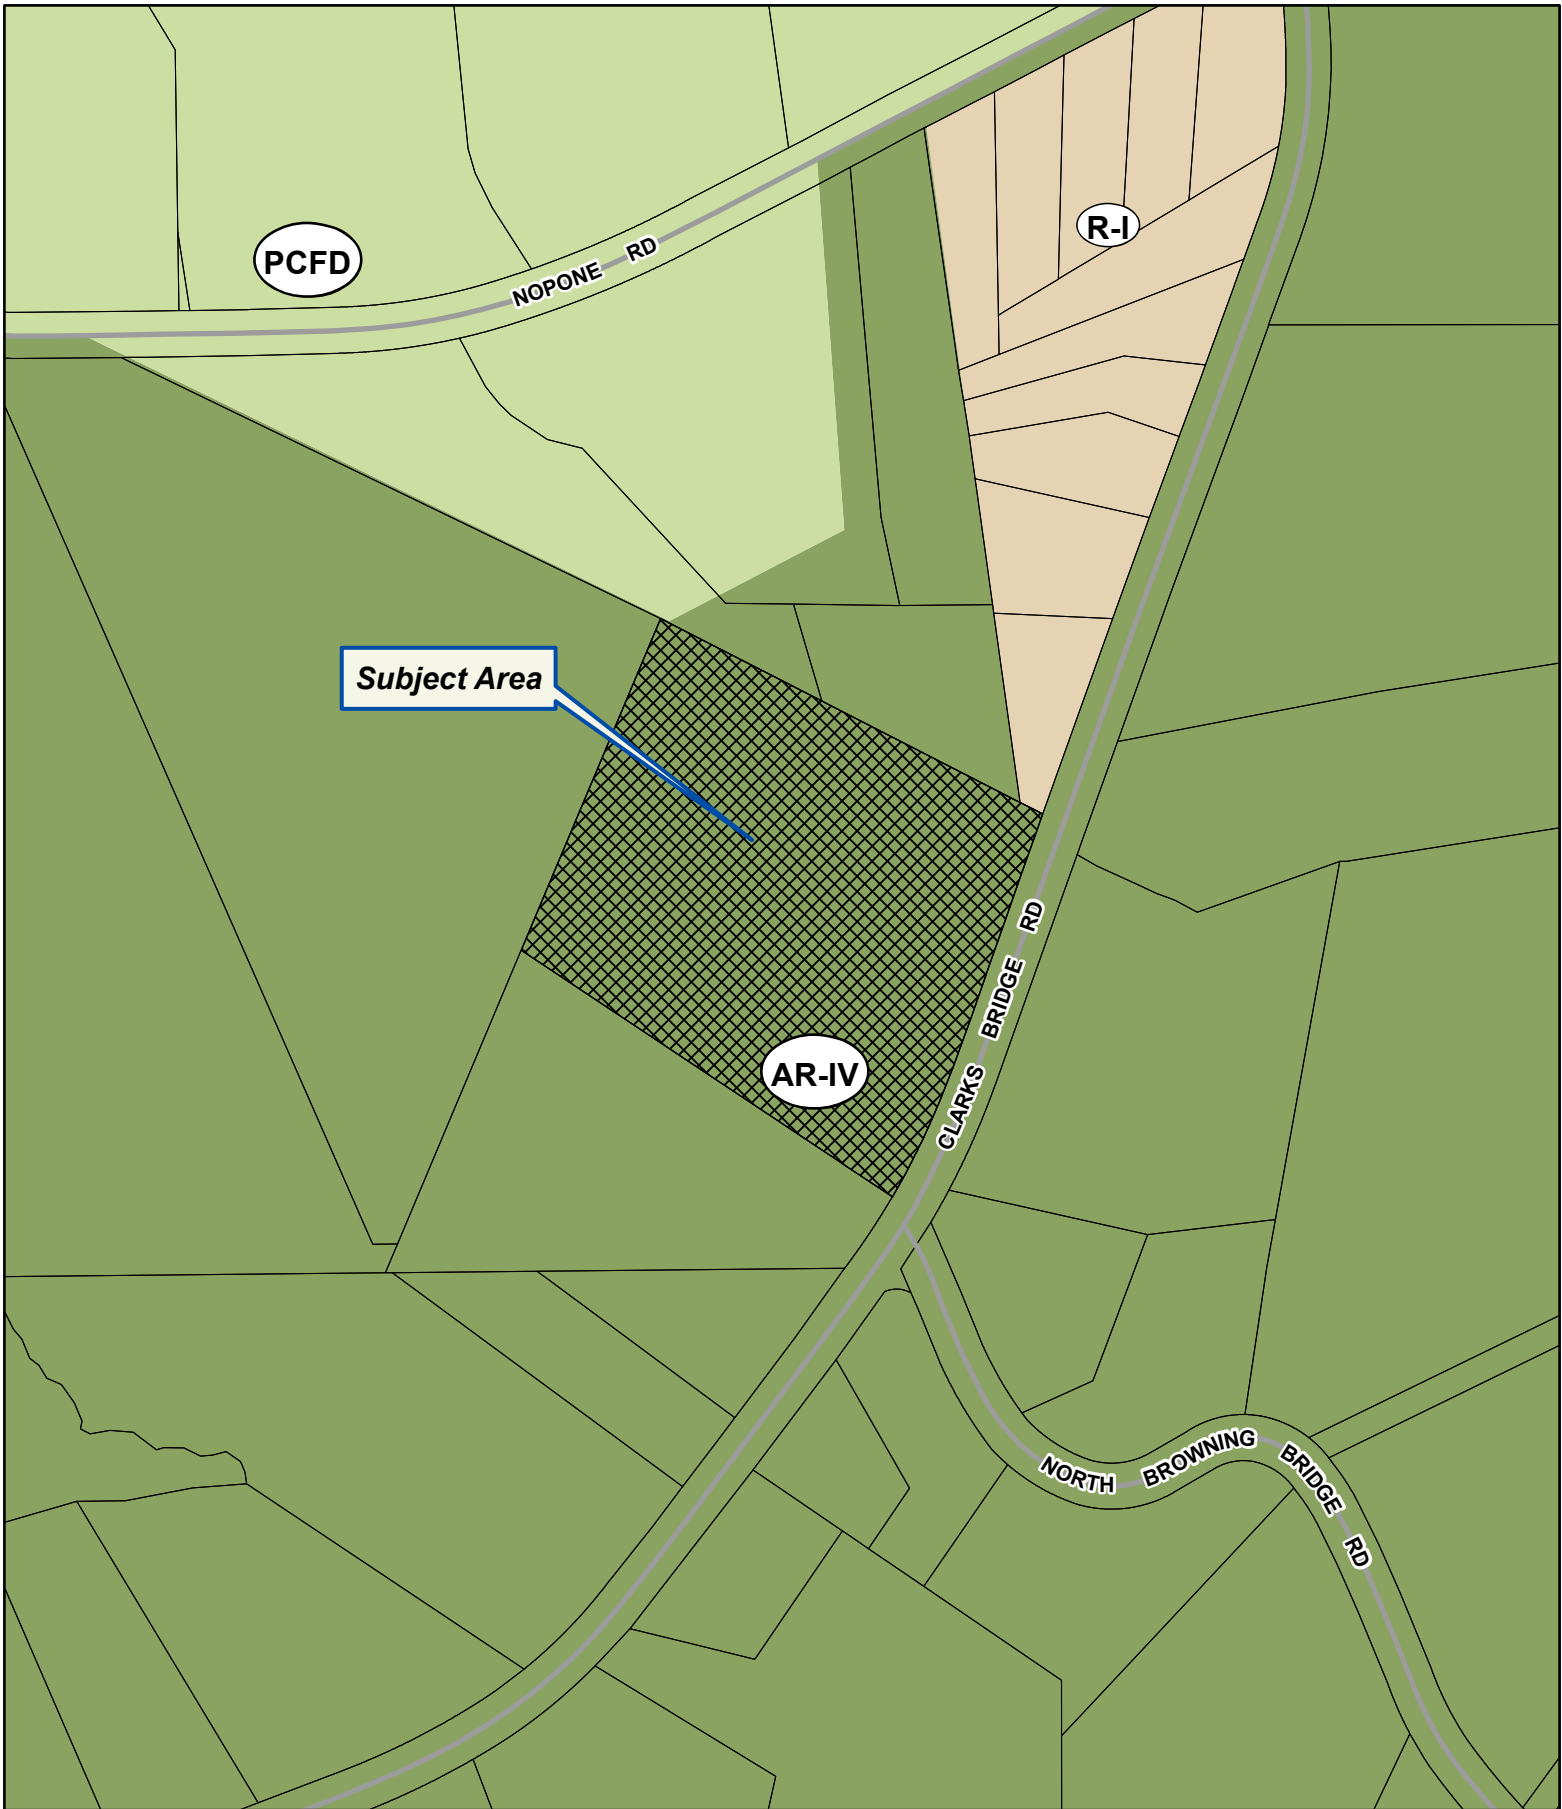 R-I
PCFD
NOPONE RD
Subject Area
CLARKS BRIDGE RD
AR-IV
NORTH BROWNING BRIDGE RD